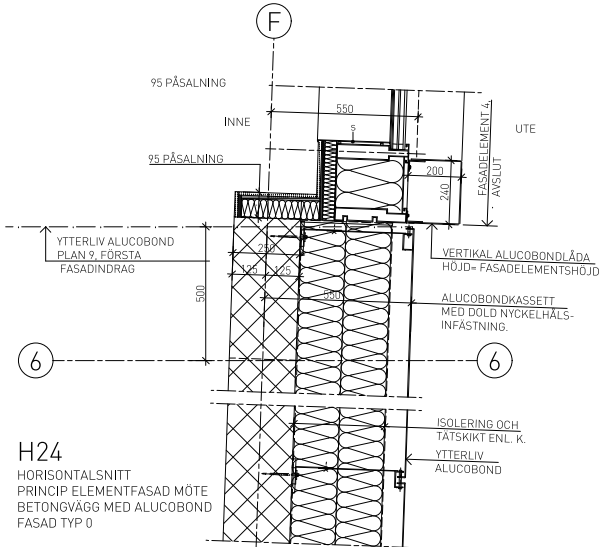 F
95 PÅSALNING
550
INNE
UTE
5
FASADELEMENT 4,
AVSLUT
95 PÅSALNING
200
240
YTTERLIV ALUCOBOND
PLAN 9, FÖRSTA
FASADINDRAG
250
125
125
550
500
VERTIKAL ALUCOBONDLÅDA
HÖJD= FASADELEMENTSHÖJD
ALUCOBONDKASSETT
MED DOLD NYCKELHÅLS-
INFÄSTNING.
6
6
ISOLERING OCH
TÄTSKIKT ENL. K.
YTTERLIV
ALUCOBOND
H24
HORISONTALSNITT
PRINCIP ELEMENTFASAD MÖTE
BETONGVÄGG MED ALUCOBOND
FASAD TYP 0